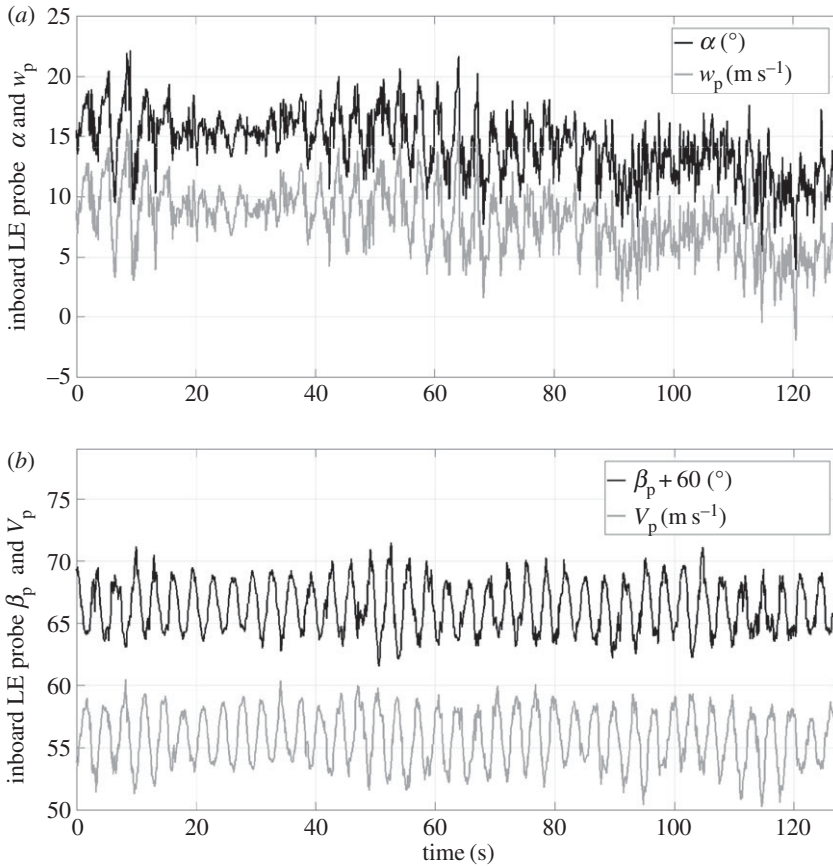 (a)
25
20
15
10
5
0
–5
inboard LE probe α and wp
α (°)
wp (m s–1)
0 20 40 60 80 100 120
(b)
75
70
65
60
55
50
inboard LE probe βp and Vp
βp + 60 (°)
Vp (m s–1)
0 20 40 60 80 100 120
time (s)